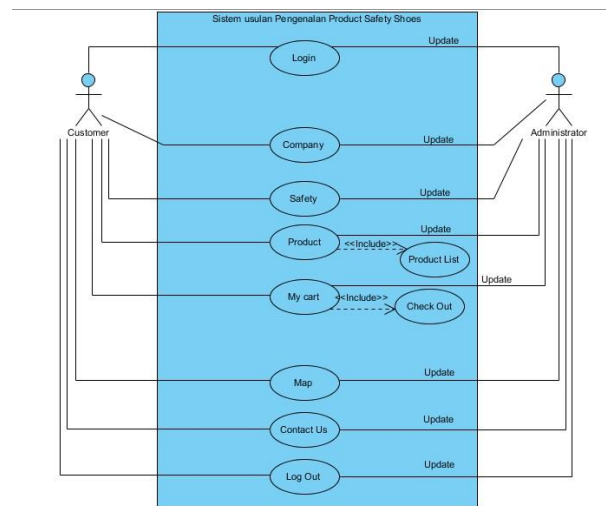 Sistem usulan Pengenalan Product Safety Shoes
Update
Login
Customer
Administrator
Company
Update
Safety
Update
Product
<<Include>>
Update
Product List
My cart
<<Include>>
Update
Check Out
Map
Update
Contact Us
Update
Log Out
Update